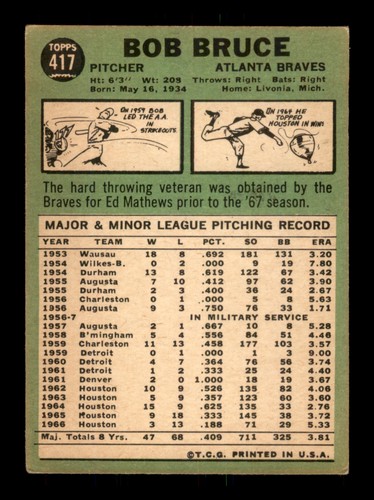 TOPPS
417
BOB BRUCE
PITCHER ATLANTA BRAVES
Ht: 6'3" Wt: 205 Throws: Right Bats: Right
Born: May 16, 1934 Home: Livonia, Mich.
IN 1959 BOB
LED THE A.A.
IN STRIKEOUTS.
IN 1964 HE
TOPPED
HOUSTON IN WINS!
The hard throwing veteran was obtained by the
Braves for Ed Mathews prior to the '67 season.
MAJOR & MINOR LEAGUE PITCHING RECORD
YEAR TEAM W L PCT. SO BB ERA
1953 Wausau 18 8 .692 181 131 3.20
1954 Wilkes-B. 0 2 .000 9 19 7.80
1954 Durham 13 8 .619 122 67 3.42
1955 Augusta 7 10 .412 97 62 3.90
1955 Durham 2 3 .400 36 24 2.67
1956 Charleston 0 1 .000 9 8 5.63
1956 Augusta 9 3 .750 76 33 1.71
1956-7 IN MILITARY SERVICE
1957 Augusta 2 1 .667 8 10 5.28
1958 B'mingham 5 4 .556 84 51 4.46
1959 Charleston 11 13 .458 177 103 3.57
1959 Detroit 0 1 .000 1 3 9.00
1960 Detroit 4 7 .364 76 56 3.74
1961 Detroit 1 2 .333 25 24 4.40
1961 Denver 2 0 1.000 18 19 3.67
1962 Houston 10 9 .526 135 82 4.06
1963 Houston 5 9 .357 123 60 3.60
1964 Houston 15 9 .625 135 33 2.76
1965 Houston 9 18 .333 145 38 3.72
1966 Houston 3 13 .188 71 29 5.33
Maj. Totals 8 Yrs. 47 68 .409 711 325 3.81
©T.C.G. PRINTED IN U.S.A.